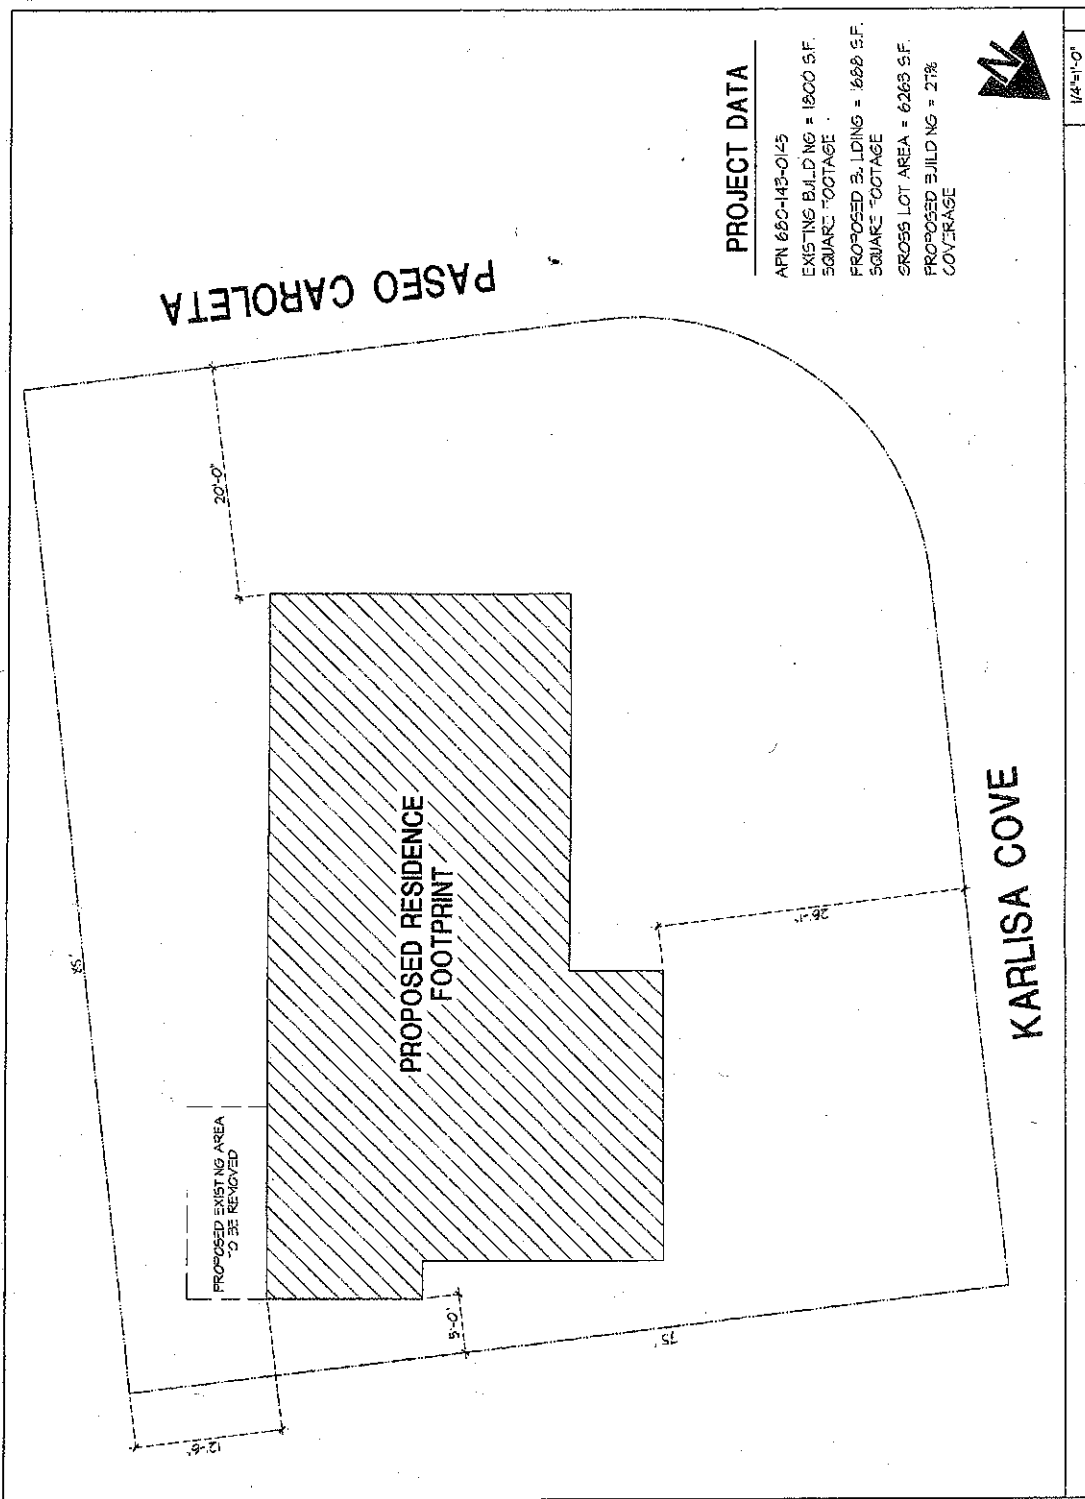 PASEO CAROLETA
20'-0"
85'
PROPOSED EXISTING AREA
TO BE REMOVED
PROPOSED RESIDENCE
FOOTPRINT
5'-0"
12'-6"
75'
26'-1"
KARLISA COVE
PROJECT DATA
APN 680-143-0145
EXISTING BUILDING = 1800 S.F.
SQUARE FOOTAGE
PROPOSED BUILDING = 1688 S.F.
SQUARE FOOTAGE
GROSS LOT AREA = 6263 S.F.
PROPOSED BUILDING = 27%
COVERAGE
N
1/4"=1'-0"